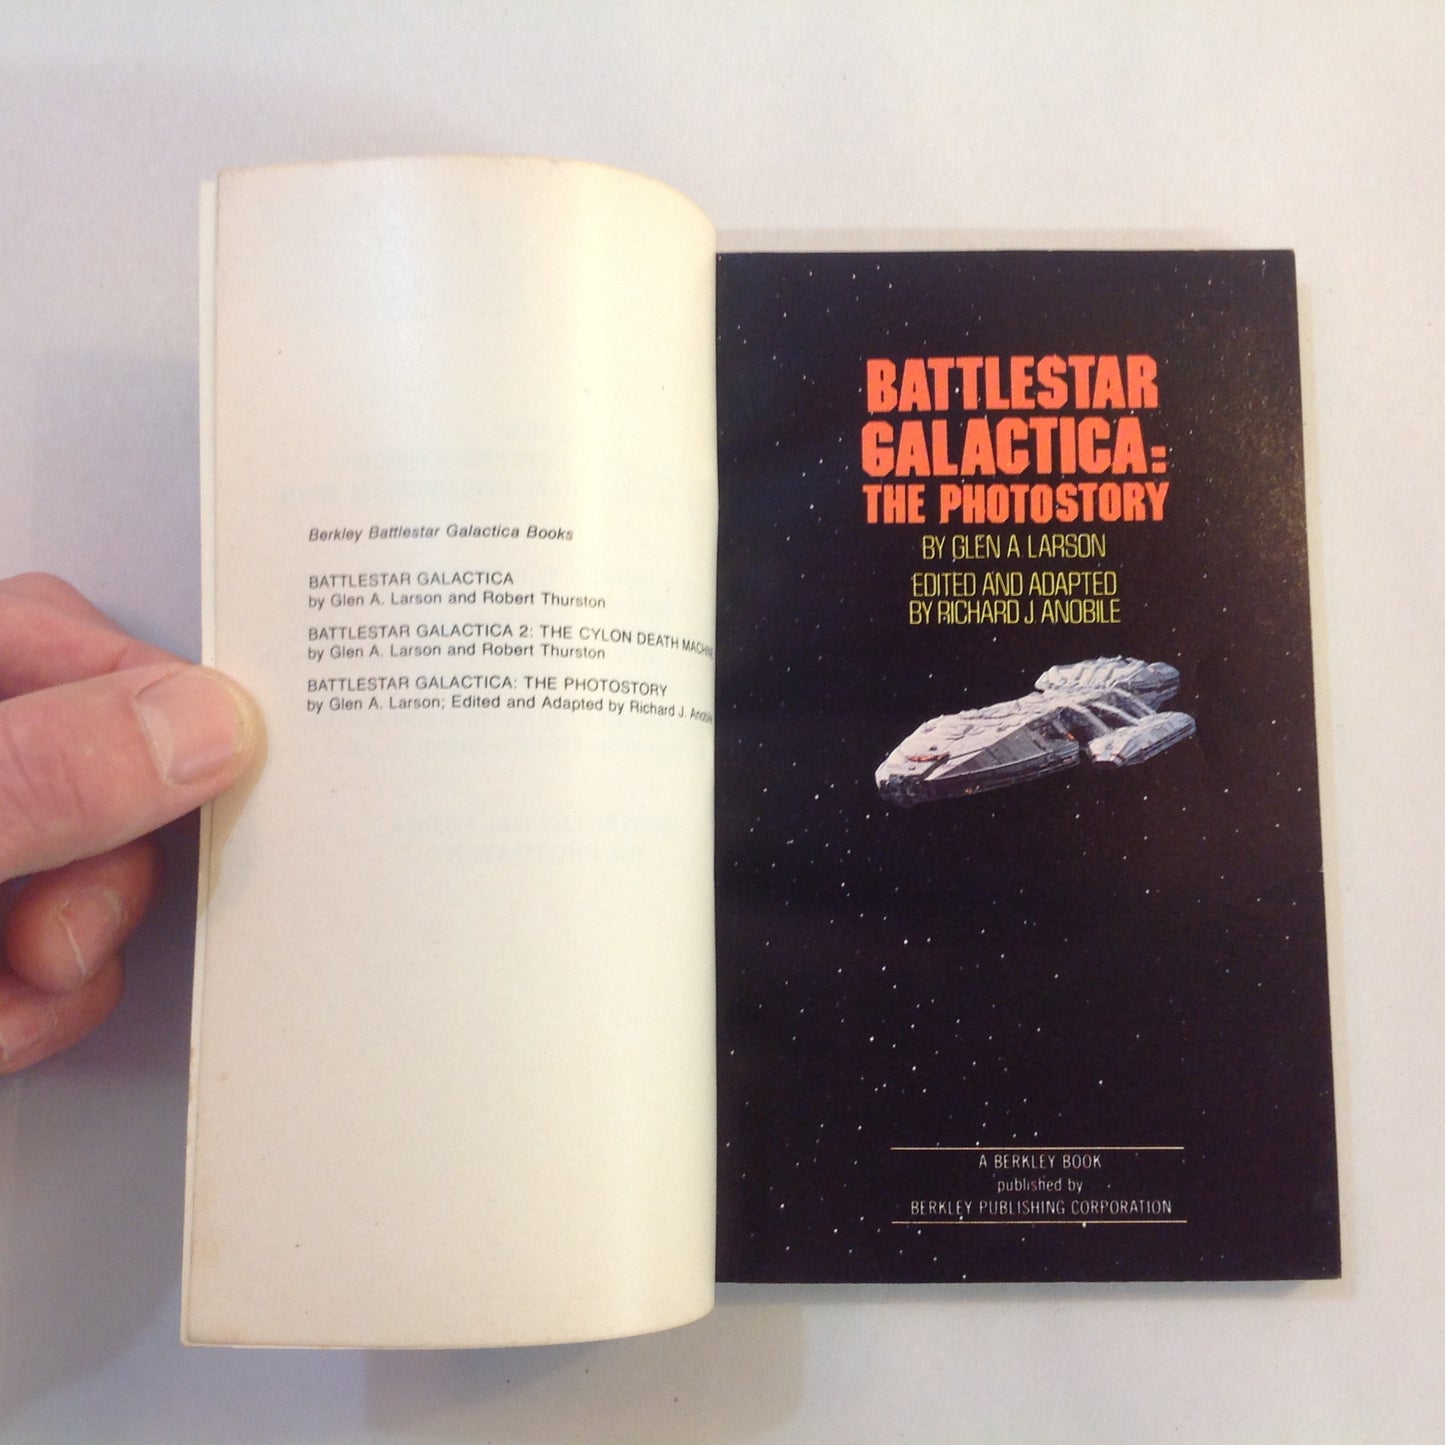 Berkley Battlestar Galactica Books
BATTLESTAR GALACTICA
by Glen A. Larson and Robert Thurston
BATTLESTAR GALACTICA 2: THE CYLON DEATH MACHINE
by Glen A. Larson and Robert Thurston
BATTLESTAR GALACTICA: THE PHOTOSTORY
by Glen A. Larson; Edited and Adapted by Richard J. Anobile
BATTLESTAR
GALACTICA:
THE PHOTOSTORY
BY GLEN A. LARSON
EDITED AND ADAPTED
BY RICHARD J. ANOBILE
A BERKLEY BOOK
published by
BERKLEY PUBLISHING CORPORATION